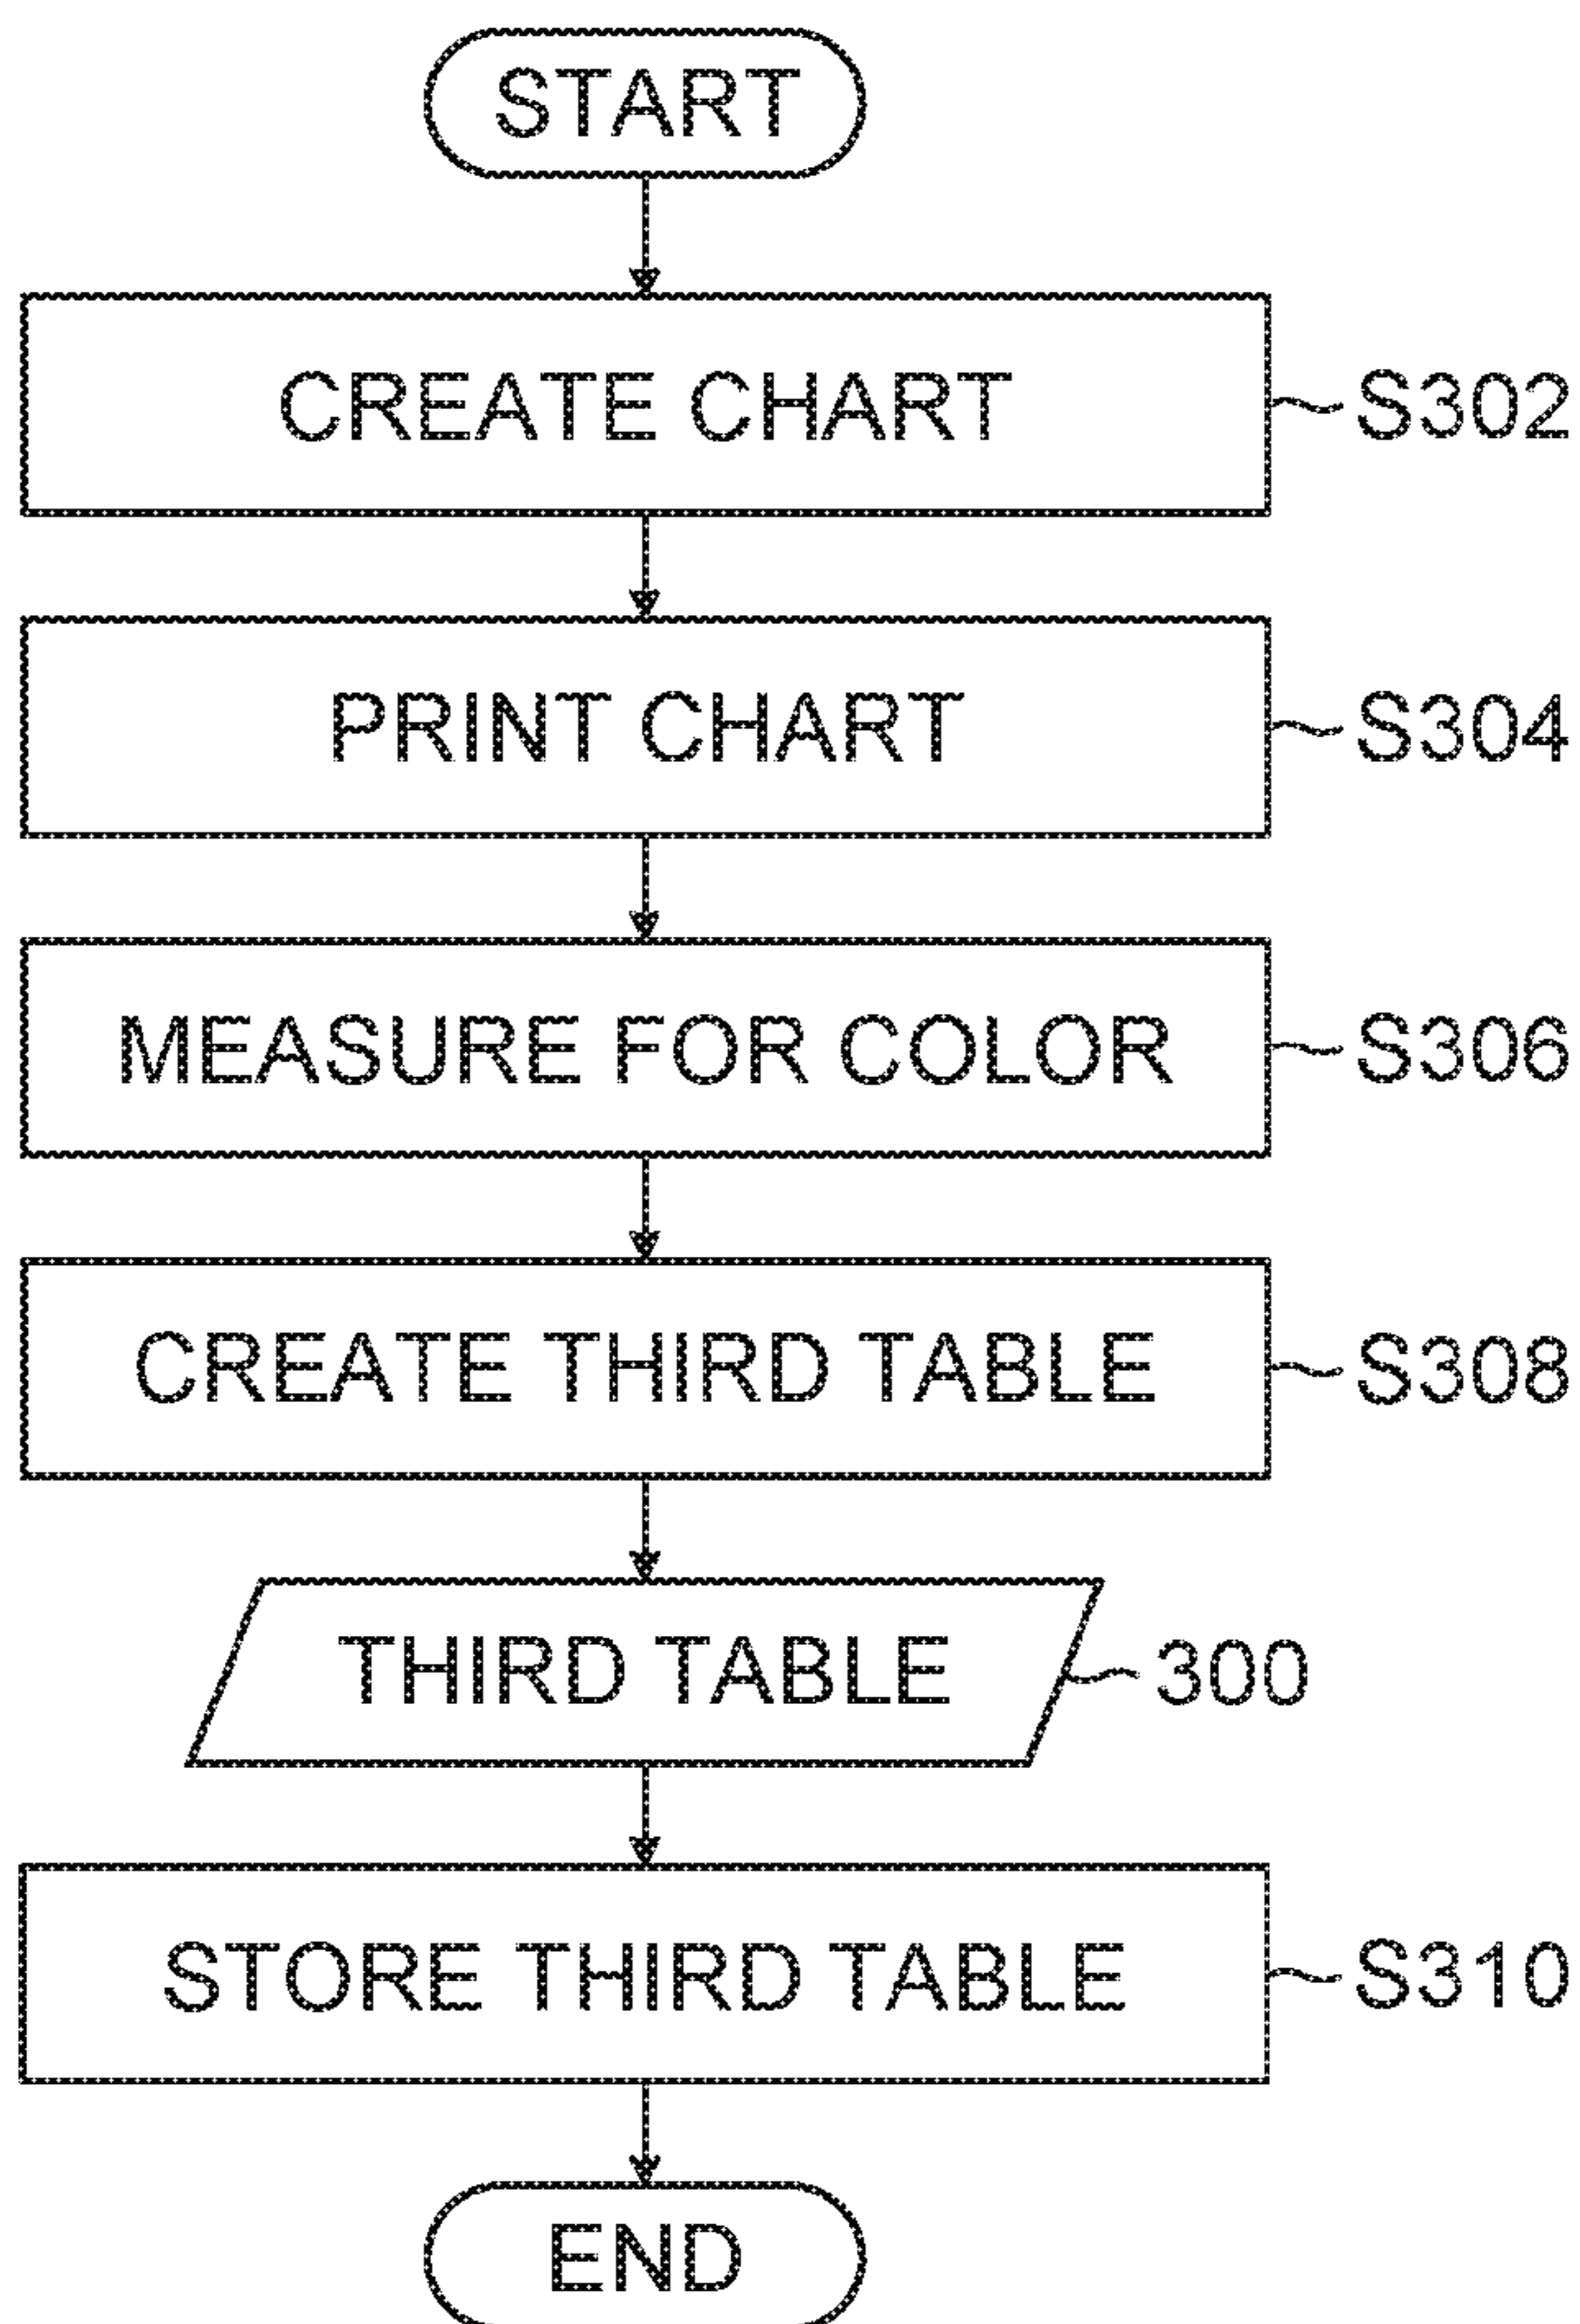 START
CREATE CHART
S302
PRINT CHART
S304
MEASURE FOR COLOR
S306
CREATE THIRD TABLE
S308
THIRD TABLE
300
STORE THIRD TABLE
S310
END